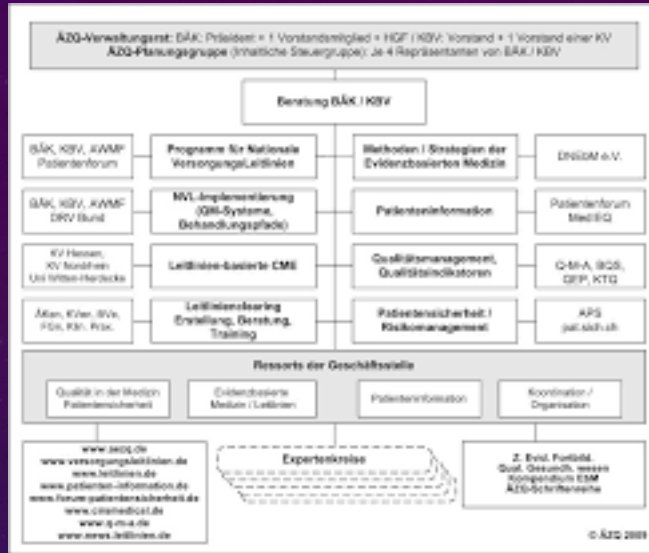 ÄZQ-Verwaltungsrat: BÄK: Präsident + 1 Vorstandsmitglied + HGF / KBV: Vorstand + 1 Vorstand einer KV
ÄZQ-Planungsgruppe (Inhaltliche Steuergruppe): Je 4 Repräsentanten von BÄK / KBV
Beratung BÄK / KBV
BÄK, KBV, AWMF
Patientenforum
Programm für Nationale
VersorgungsLeitlinien
Methoden / Strategien der
Evidenzbasierten Medizin
DNEbM e.V.
BÄK, KBV, AWMF
DRV Bund
NVL-Implementierung
(QM-Systeme,
Behandlungspfade)
Patienteninformation
Patientenforum
Med EQ
KV Hessen,
KV Nordrhein
Uni Witten-Herdecke
Leitlinien-basierte CME
Qualitätsmanagement,
Qualitätsindikatoren
Q-M-A, BQS,
QEP, KTQ
Leitlinienclearing
Erstellung, Beratung,
Training
Patientensicherheit /
Risikomanagement
APS
pat.sich.ch
Ressorts der Geschäftsstelle
Qualität in der Medizin
Patientensicherheit
Evidenzbasierte
Medizin / Leitlinien
Patienteninformation
Koordination /
Organisation
www.aezq.de
www.versorgungsleitlinien.de
www.leitlinien.de
www.patienten-information.de
www.forum-patientensicherheit.de
www.cmemedical.de
www.q-m-a.de
www.news.leitlinien.de
Expertenkreise
Z. Evid. Fortbild.
Qual. Gesundh. wesen
Kompendium EbM
ÄZQ-Schriftenreihe
© ÄZQ 2009